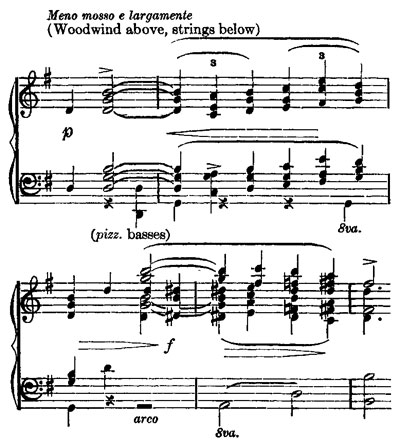 Meno mosso e largamente
(Woodwind above, strings below)
3 3
p
8va.
(pizz. basses)
f
arco
8va.